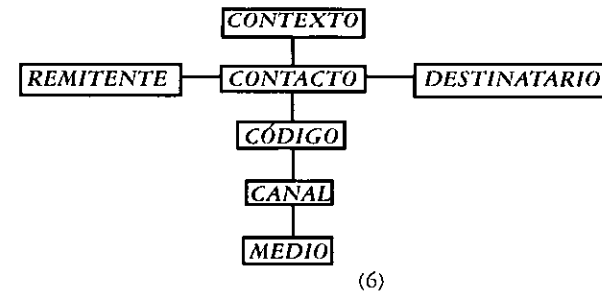 CONTEXTO
REMITENTE CONTACTO DESTINATARIO
CÓDIGO
CANAL
MEDIO
(6)